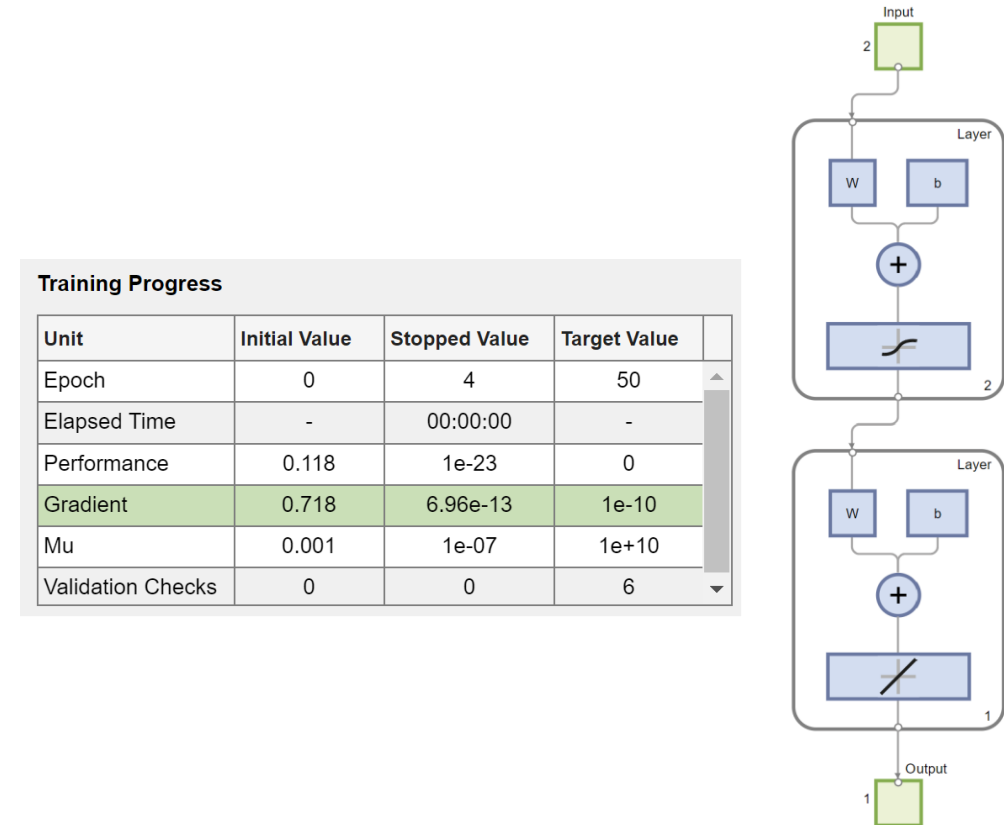 Training Progress
Unit Initial Value Stopped Value Target Value
Epoch 0 4 50
Elapsed Time - 00:00:00 -
Performance 0.118 1e-23 0
Gradient 0.718 6.96e-13 1e-10
Mu 0.001 1e-07 1e+10
Validation Checks 0 0 6
Input
2
Layer
W b
+
2
Layer
W b
+
1
Output
1